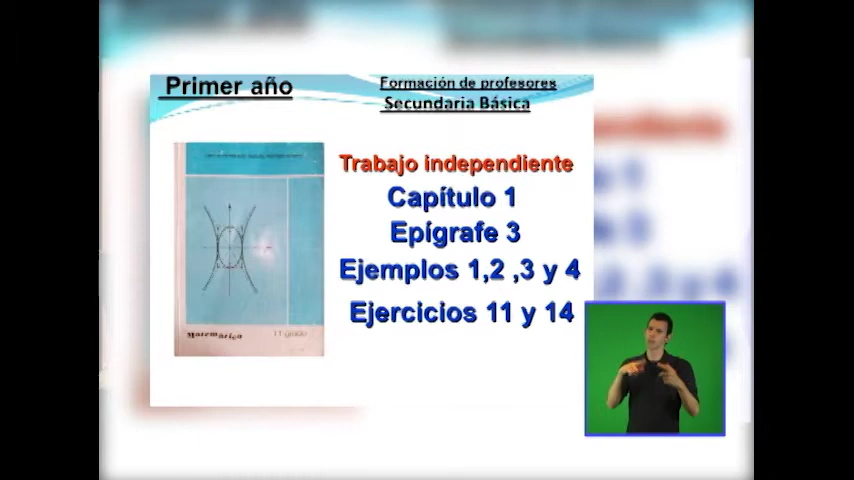 Primer año
Formación de profesores
Secundaria Básica
Trabajo independiente
Capítulo 1
Epígrafe 3
Ejemplos 1,2 ,3 y 4
Ejercicios 11 y 14
Matemática
11 grado